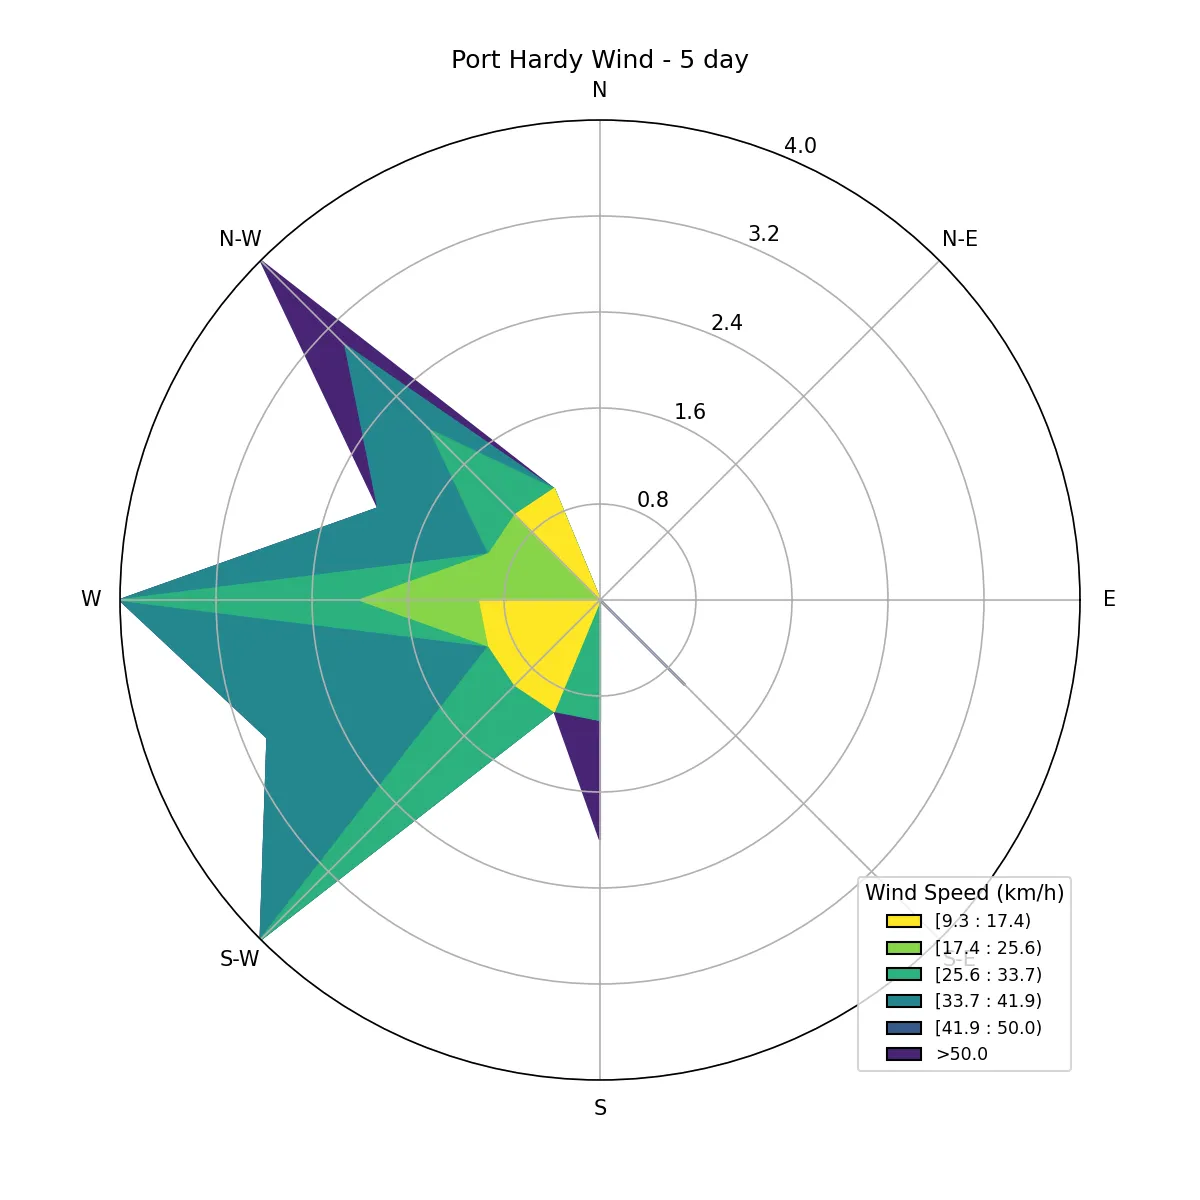 Port Hardy Wind - 5 day
N
4.0
N-W
3.2
N-E
2.4
1.6
0.8
W
E
Wind Speed (km/h)
[9.3 : 17.4)
[17.4 : 25.6)
S-W
S-E
[25.6 : 33.7)
[33.7 : 41.9)
[41.9 : 50.0)
>50.0
S